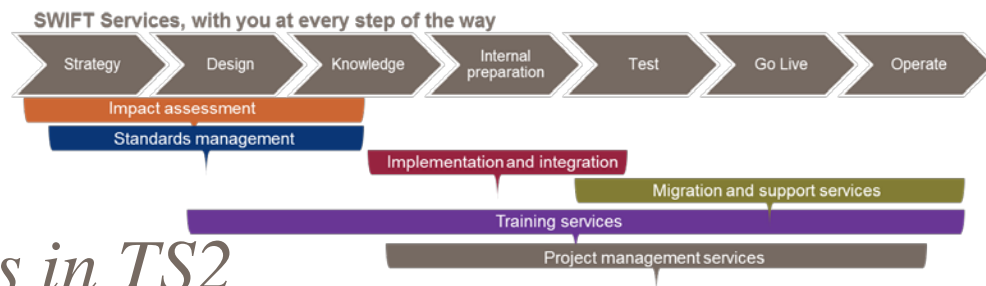 SWIFT Services, with you at every step of the way
Strategy
Design
Knowledge
Internal
preparation
Test
Go Live
Operate
Impact assessment
Standards management
Implementation and integration
Migration and support services
Training services
Project management services
s in TS2